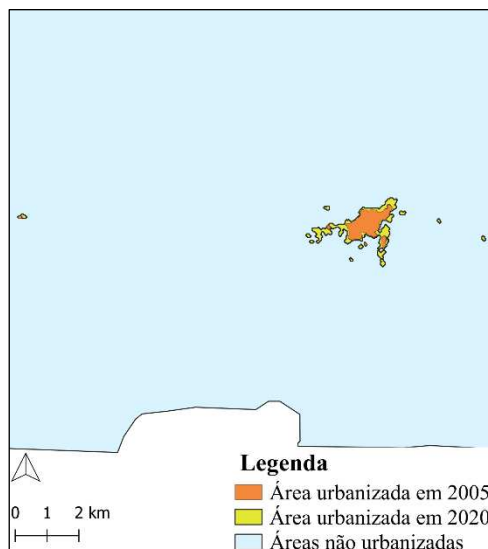 Legenda
Área urbanizada em 2005
Área urbanizada em 2020
Áreas não urbanizadas
0 1 2 km